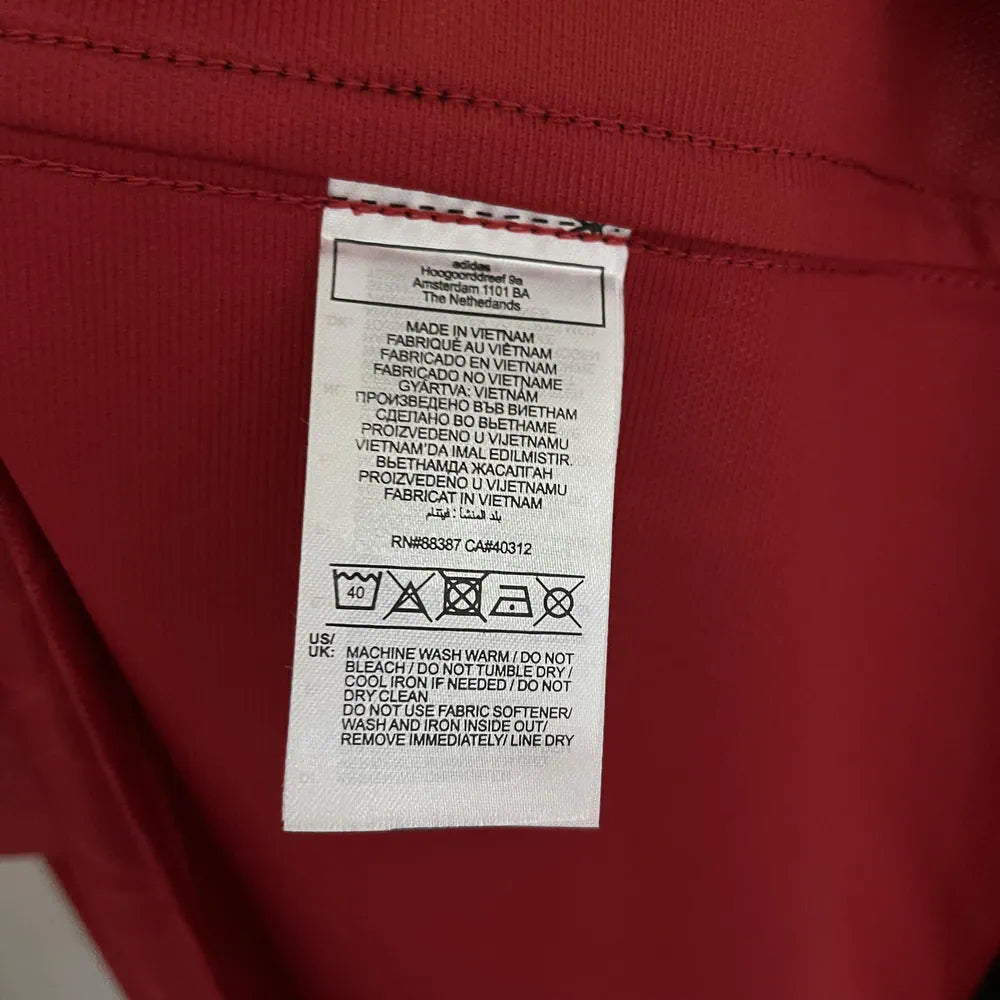 adidas
Hoogoorddreef 9a
Amsterdam 1101 BA
The Netherlands
MADE IN VIETNAM
FABRIQUÉ AU VIÊTNAM
FABRICADO EN VIETNAM
FABRICADO NO VIETNAME
GYÁRTVA: VIETNÁM
ПРОИЗВЕДЕНО ВЪВ ВИЕТНАМ
СДЕЛАНО ВО ВЬЕТНАМЕ
PROIZVEDENO U VIJETNAMU
VIETNAM'DA IMAL EDILMISTIR.
ВЬЕТНАМДА ЖАСАЛҒАН
PROIZVEDENO U VIJETNAMU
FABRICAT IN VIETNAM
بلد المنشأ : فيتنام
RN#88387 CA#40312
40
US/
UK: MACHINE WASH WARM / DO NOT
BLEACH / DO NOT TUMBLE DRY /
COOL IRON IF NEEDED / DO NOT
DRY CLEAN
DO NOT USE FABRIC SOFTENER/
WASH AND IRON INSIDE OUT/
REMOVE IMMEDIATELY/ LINE DRY